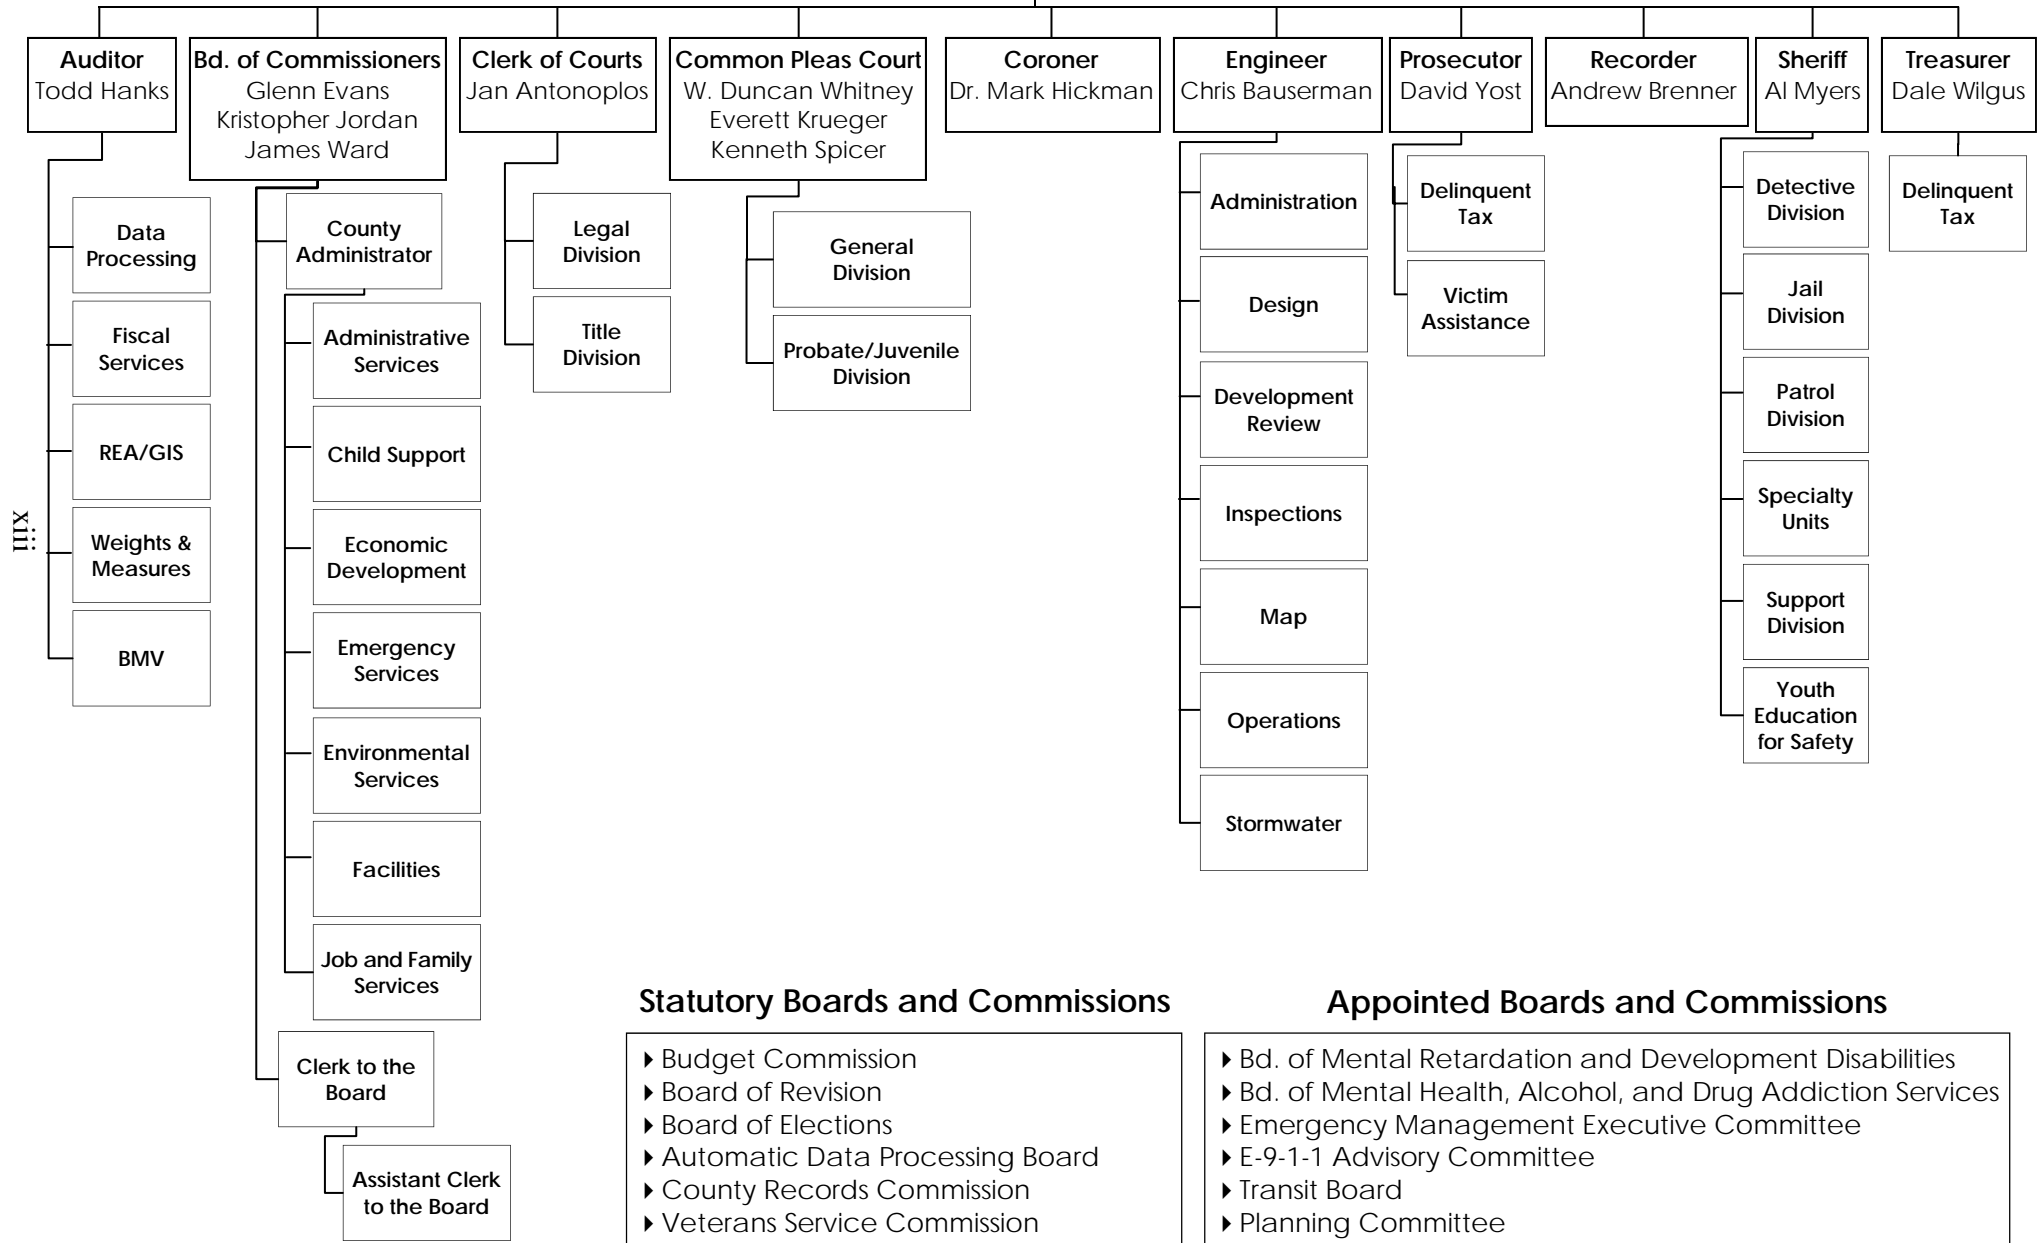 Auditor
Todd Hanks
Data
Processing
Fiscal
Services
REA/GIS
Weights &
Measures
BMV
Bd. of Commissioners
Glenn Evans
Kristopher Jordan
James Ward
County
Administrator
Administrative
Services
Child Support
Economic
Development
Emergency
Services
Environmental
Services
Facilities
Job and Family
Services
Clerk to the
Board
Assistant Clerk
to the Board
Clerk of Courts
Jan Antonoplos
Legal
Division
Title
Division
Common Pleas Court
W. Duncan Whitney
Everett Krueger
Kenneth Spicer
General
Division
Probate/Juvenile
Division
Coroner
Dr. Mark Hickman
Engineer
Chris Bauserman
Administration
Design
Development
Review
Inspections
Map
Operations
Stormwater
Prosecutor
David Yost
Delinquent
Tax
Victim
Assistance
Recorder
Andrew Brenner
Sheriff
Al Myers
Detective
Division
Jail
Division
Patrol
Division
Specialty
Units
Support
Division
Youth
Education
for Safety
Treasurer
Dale Wilgus
Delinquent
Tax
xiii
Statutory Boards and Commissions
Budget Commission
Board of Revision
Board of Elections
Automatic Data Processing Board
County Records Commission
Veterans Service Commission
Appointed Boards and Commissions
Bd. of Mental Retardation and Development Disabilities
Bd. of Mental Health, Alcohol, and Drug Addiction Services
Emergency Management Executive Committee
E-9-1-1 Advisory Committee
Transit Board
Planning Committee